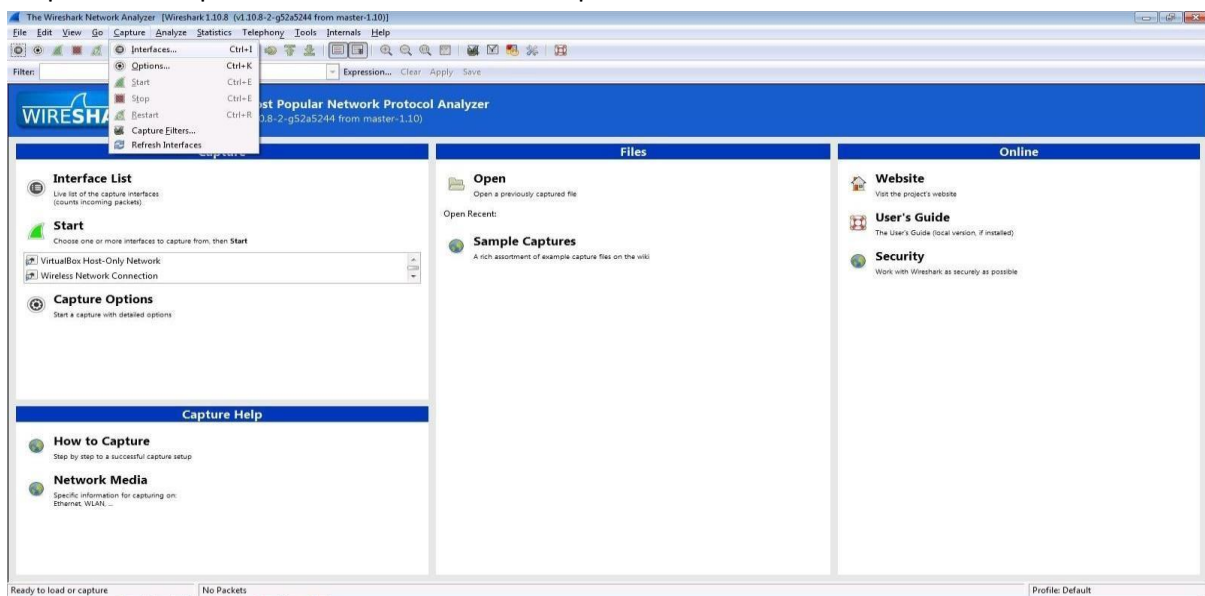 The Wireshark Network Analyzer [Wireshark 1.10.8 (v1.10.8-2-g52a5244 from master-1.10)]
File Edit View Go Capture Analyze Statistics Telephony Tools Internals Help
Interfaces... Ctrl+I
Options... Ctrl+K
Start Ctrl+E
Stop Ctrl+E
Restart Ctrl+R
Capture Filters...
Refresh Interfaces
Filter: Expression... Clear Apply Save
WIRESHA
ost Popular Network Protocol Analyzer
0.8-2-g52a5244 from master-1.10)
Capture
Interface List
Live list of the capture interfaces
(counts incoming packets)
Start
Choose one or more interfaces to capture from, then Start
VirtualBox Host-Only Network
Wireless Network Connection
Capture Options
Start a capture with detailed options
Capture Help
How to Capture
Step by step to a successful capture setup
Network Media
Specific information for capturing on:
Ethernet, WLAN, ...
Files
Open
Open a previously captured file
Open Recent:
Sample Captures
A rich assortment of example capture files on the wiki
Online
Website
Visit the project's website
User's Guide
The User's Guide (local version, if installed)
Security
Work with Wireshark as securely as possible
Ready to load or capture
No Packets
Profile: Default